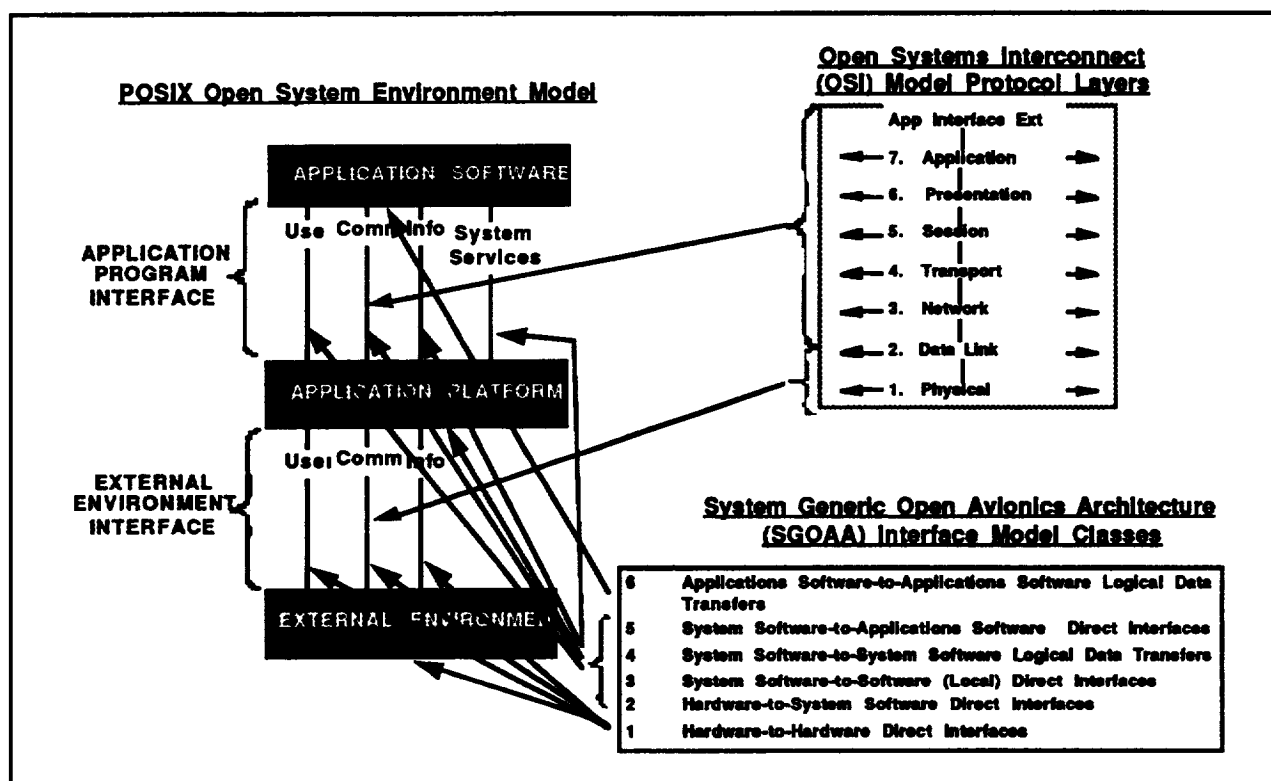 POSIX Open System Environment Model
APPLICATION SOFTWARE
Use
Comm
Info
System
Services
APPLICATION
PROGRAM
INTERFACE
APPLICATION PLATFORM
User
Comm
Info
EXTERNAL
ENVIRONMENT
INTERFACE
EXTERNAL ENVIRONMEN
Open Systems Interconnect
(OSI) Model Protocol Layers
App Interface Ext
7. Application
6. Presentation
5. Session
4. Transport
3. Network
2. Data Link
1. Physical
System Generic Open Avionics Architecture
(SGOAA) Interface Model Classes
6 Applications Software-to-Applications Software Logical Data
Transfers
5 System Software-to-Applications Software Direct Interfaces
4 System Software-to-System Software Logical Data Transfers
3 System Software-to-Software (Local) Direct Interfaces
2 Hardware-to-System Software Direct Interfaces
1 Hardware-to-Hardware Direct Interfaces